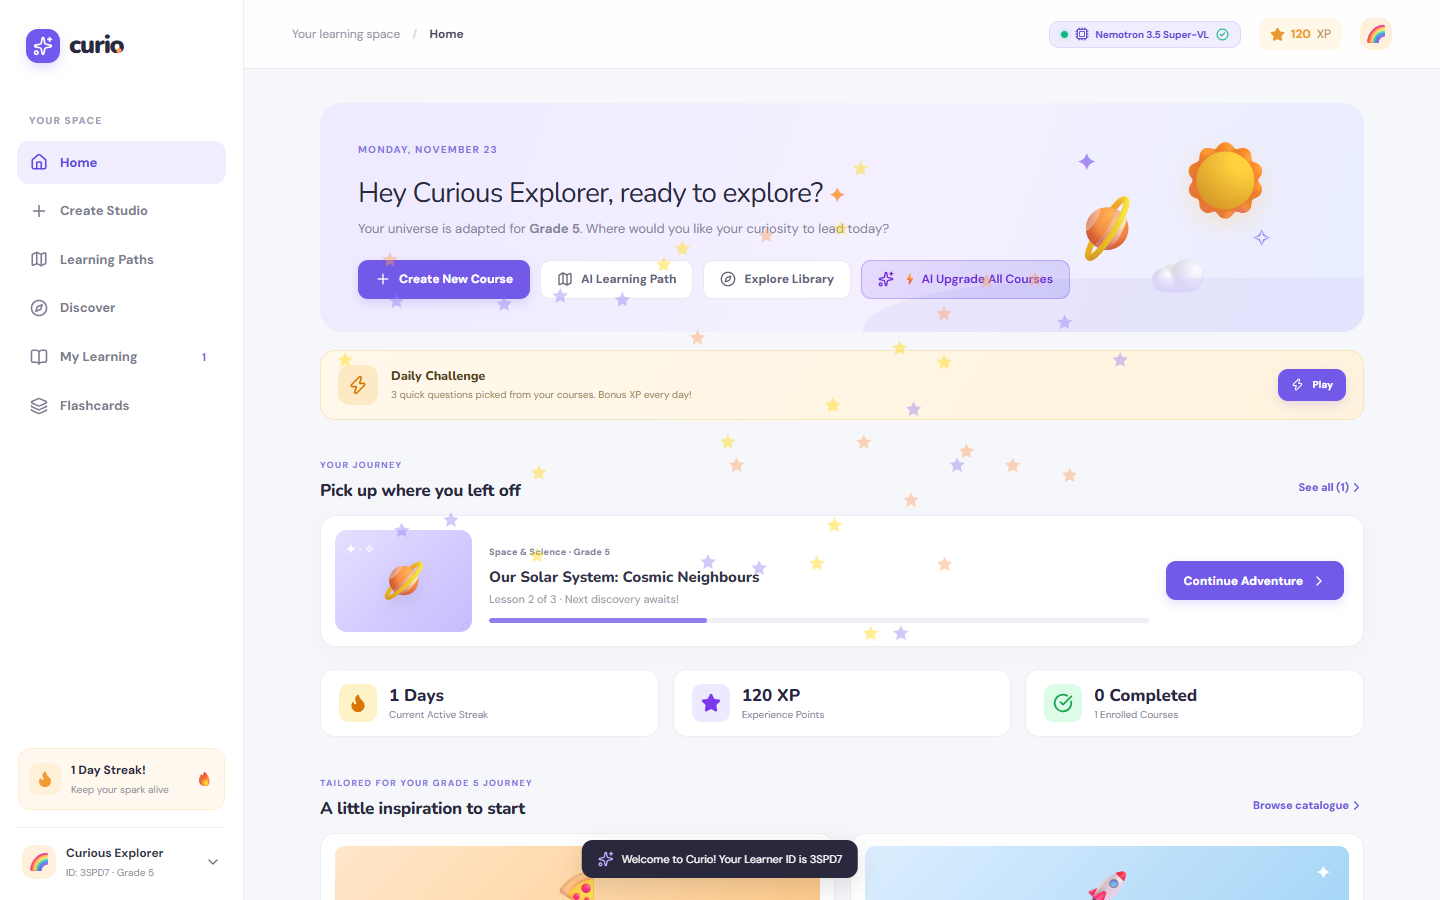 curio
Your learning space / Home
Nemotron 3.5 Super-VL
120 XP
YOUR SPACE
Home
Create Studio
Learning Paths
Discover
My Learning 1
Flashcards
1 Day Streak!
Keep your spark alive
Curious Explorer
ID: 3SPD7 · Grade 5
MONDAY, NOVEMBER 23
Hey Curious Explorer, ready to explore?
Your universe is adapted for Grade 5. Where would you like your curiosity to lead today?
Create New Course
AI Learning Path
Explore Library
AI Upgrade All Courses
Daily Challenge
3 quick questions picked from your courses. Bonus XP every day!
Play
YOUR JOURNEY
Pick up where you left off
See all (1)
Space & Science · Grade 5
Our Solar System: Cosmic Neighbours
Lesson 2 of 3 · Next discovery awaits!
Continue Adventure
1 Days
Current Active Streak
120 XP
Experience Points
0 Completed
1 Enrolled Courses
TAILORED FOR YOUR GRADE 5 JOURNEY
A little inspiration to start
Browse catalogue
Welcome to Curio! Your Learner ID is 3SPD7